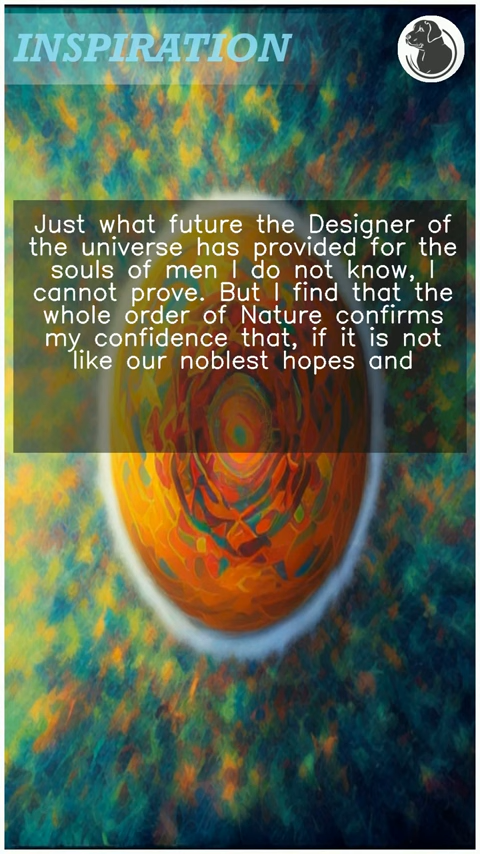 INSPIRATION
Just what future the Designer of
the universe has provided for the
souls of men I do not know, I
cannot prove. But I find that the
whole order of Nature confirms
my confidence that, if it is not
like our noblest hopes and